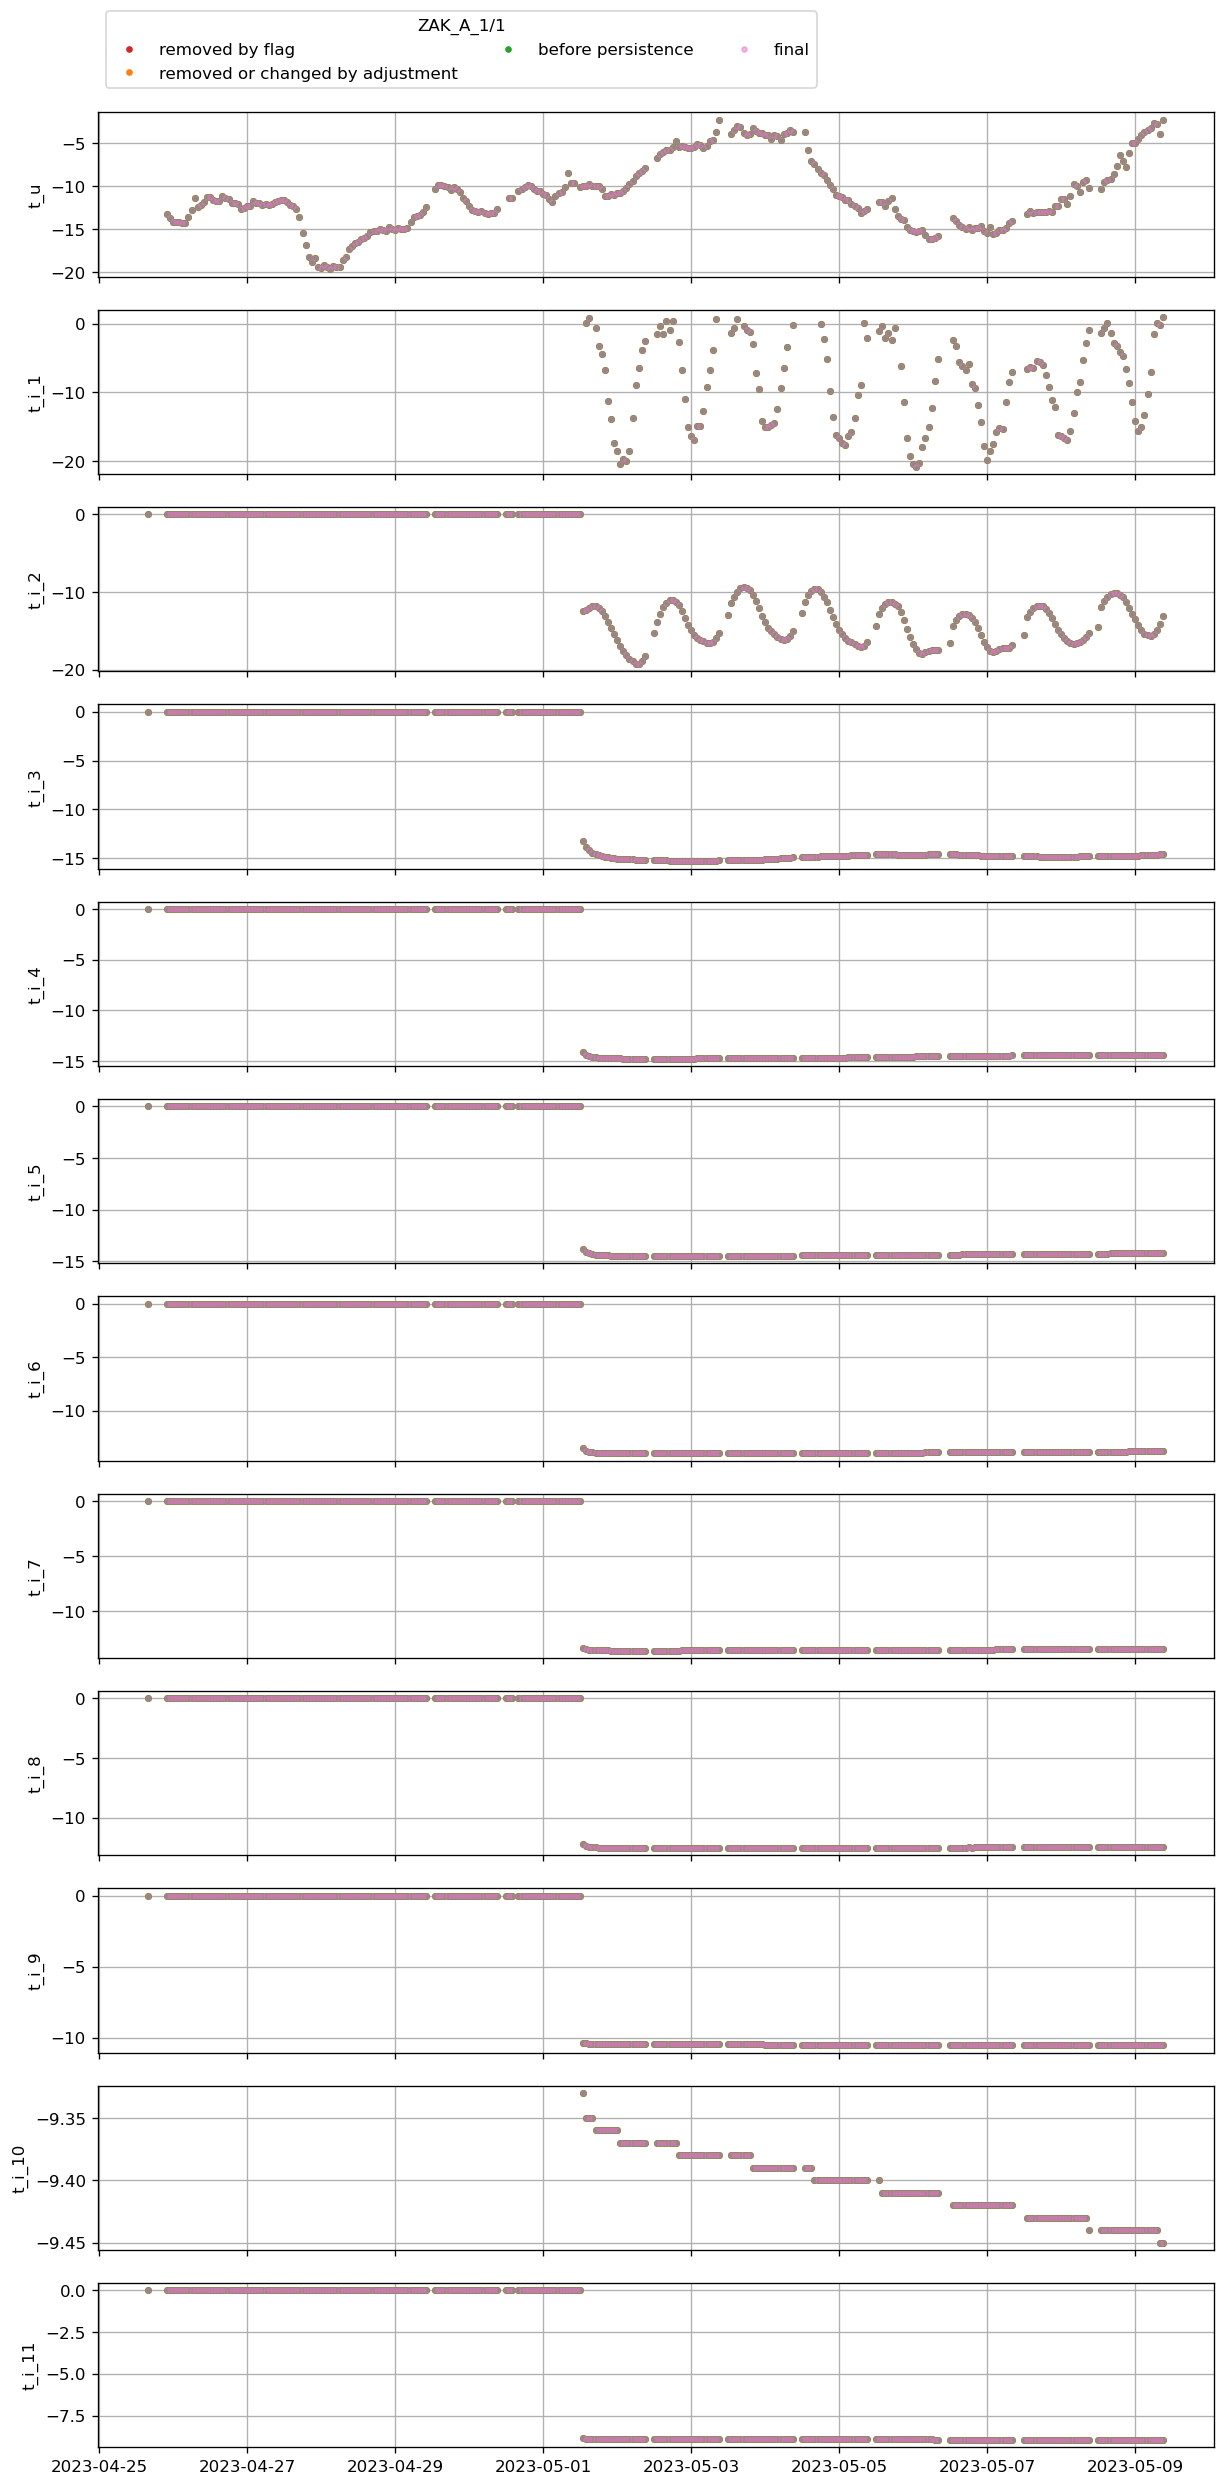 ZAK_A_1/1
removed by flag
removed or changed by adjustment
before persistence
final
−5
−10
−15
−20
t_u
0
−10
−20
t_i_1
0
−10
−20
t_i_2
0
−5
−10
−15
t_i_3
0
−5
−10
−15
t_i_4
0
−5
−10
−15
t_i_5
0
−5
−10
t_i_6
0
−5
−10
t_i_7
0
−5
−10
t_i_8
0
−5
−10
t_i_9
−9.35
−9.40
−9.45
t_i_10
0.0
−2.5
−5.0
−7.5
t_i_11
2023-04-25 2023-04-27 2023-04-29 2023-05-01 2023-05-03 2023-05-05 2023-05-07 2023-05-09